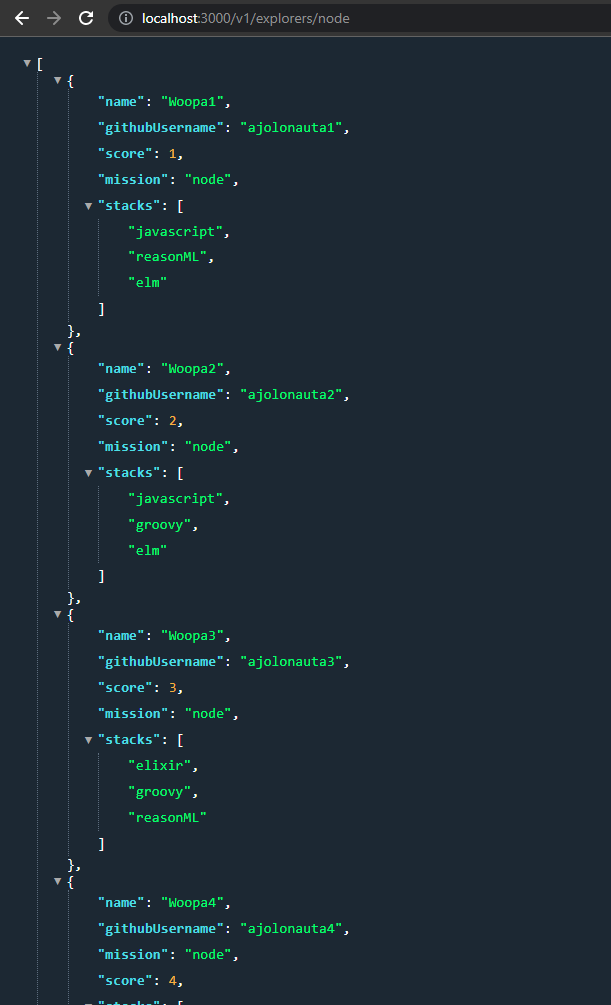 localhost:3000/v1/explorers/node
[
{
"name": "Woopa1",
"githubUsername": "ajolonauta1",
"score": 1,
"mission": "node",
"stacks": [
"javascript",
"reasonML",
"elm"
]
},
{
"name": "Woopa2",
"githubUsername": "ajolonauta2",
"score": 2,
"mission": "node",
"stacks": [
"javascript",
"groovy",
"elm"
]
},
{
"name": "Woopa3",
"githubUsername": "ajolonauta3",
"score": 3,
"mission": "node",
"stacks": [
"elixir",
"groovy",
"reasonML"
]
},
{
"name": "Woopa4",
"githubUsername": "ajolonauta4",
"mission": "node",
"score": 4,
"stacks": [